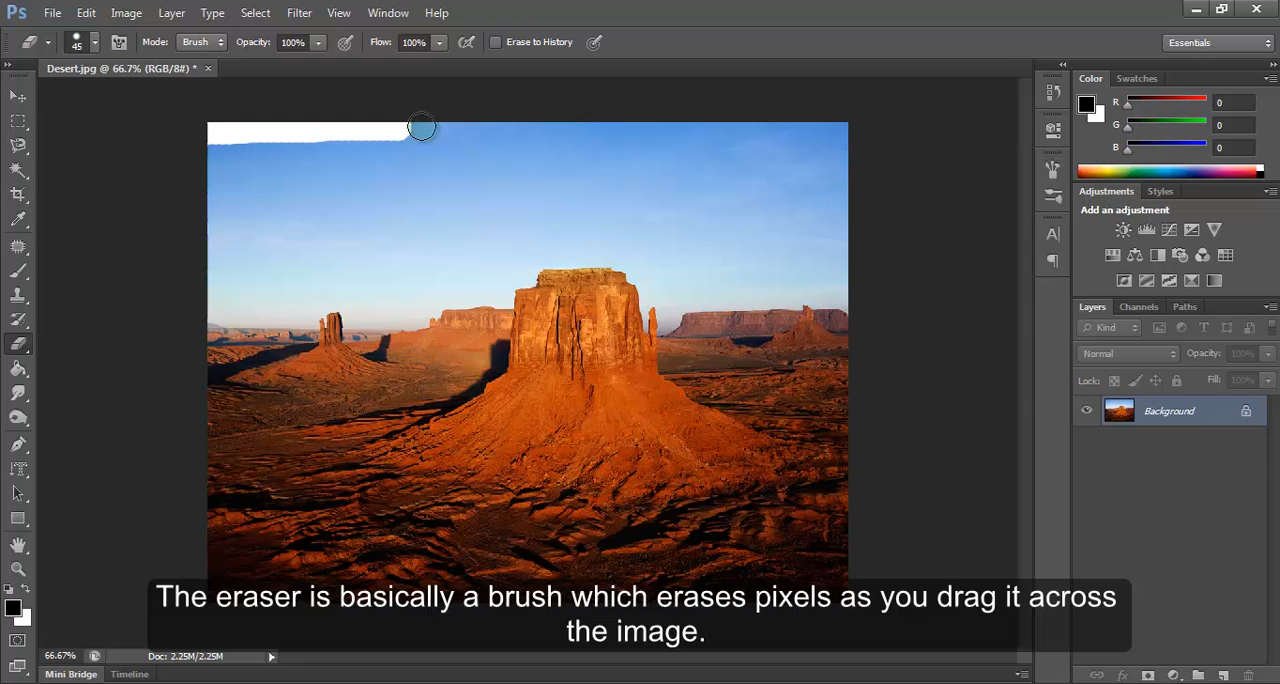 Ps File Edit Image Layer Type Select Filter View Window Help
45 Mode: Brush Opacity: 100% Flow: 100% Erase to History Essentials
Desert.jpg @ 66.7% (RGB/8#) * ×
Color Swatches
R 0
G 0
B 0
Adjustments Styles
Add an adjustment
Layers Channels Paths
Kind
Normal Opacity: 100%
Lock: Fill: 100%
Background
The eraser is basically a brush which erases pixels as you drag it across
the image.
66.67% Doc: 2.25M/2.25M
Mini Bridge Timeline